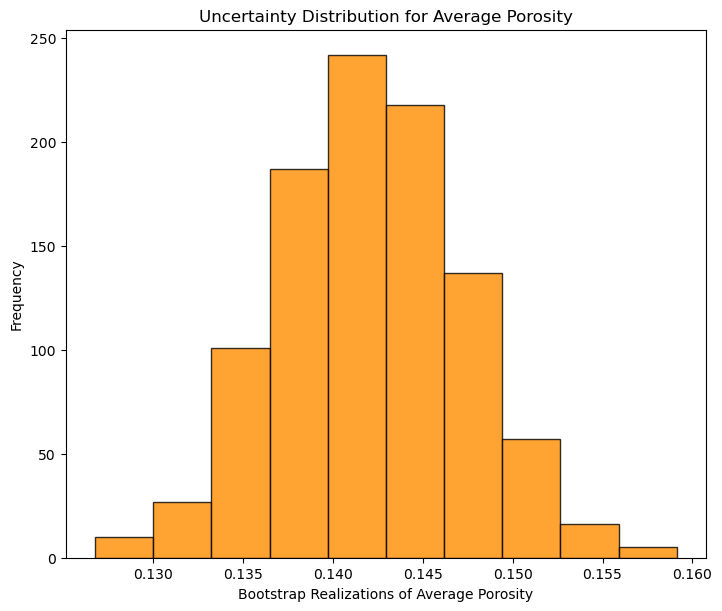 Uncertainty Distribution for Average Porosity
250
200
150
100
50
0
Frequency
0.130 0.135 0.140 0.145 0.150 0.155 0.160
Bootstrap Realizations of Average Porosity